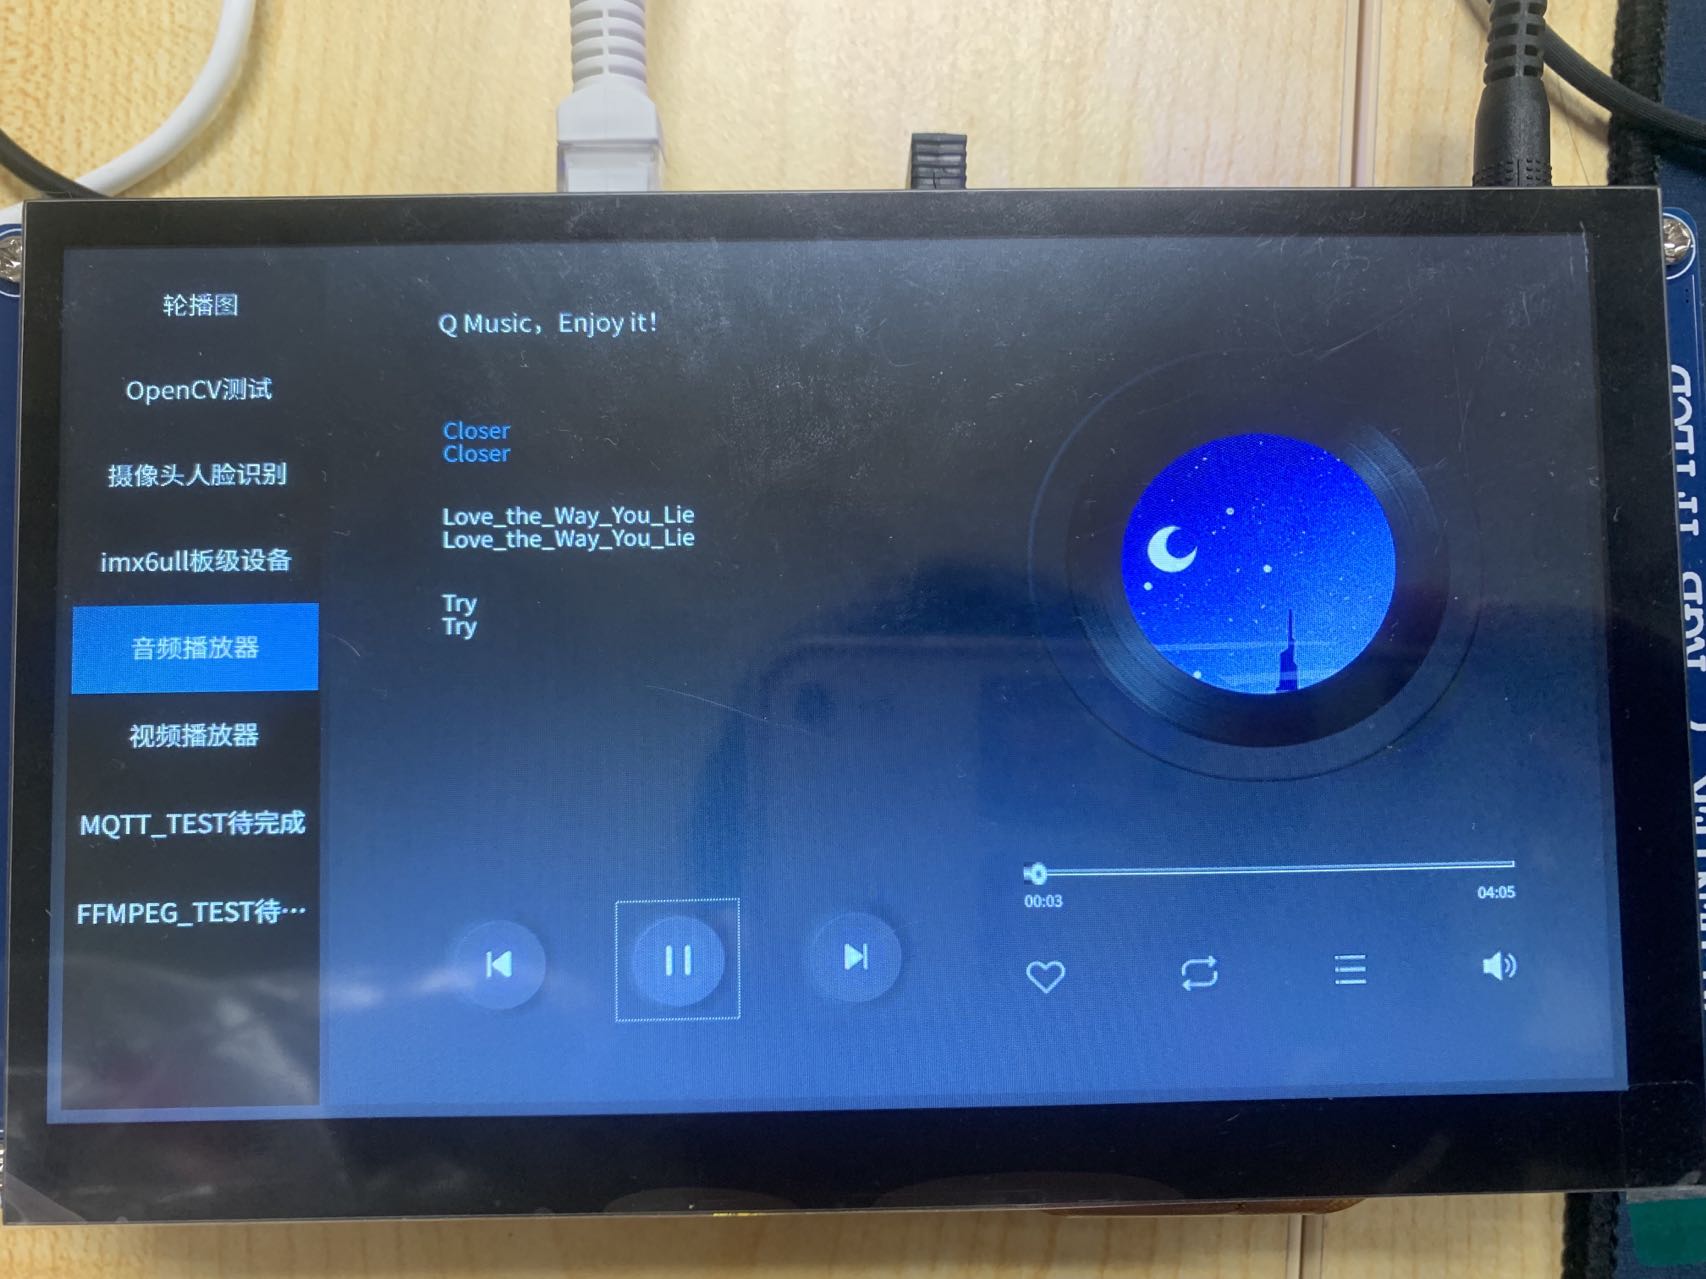 轮播图
OpenCV测试
摄像头人脸识别
imx6ull板级设备
音频播放器
视频播放器
MQTT_TEST待完成
FFMPEG_TEST待…
Q Music，Enjoy it！
Closer
Closer
Love_the_Way_You_Lie
Love_the_Way_You_Lie
Try
Try
00:03
04:05